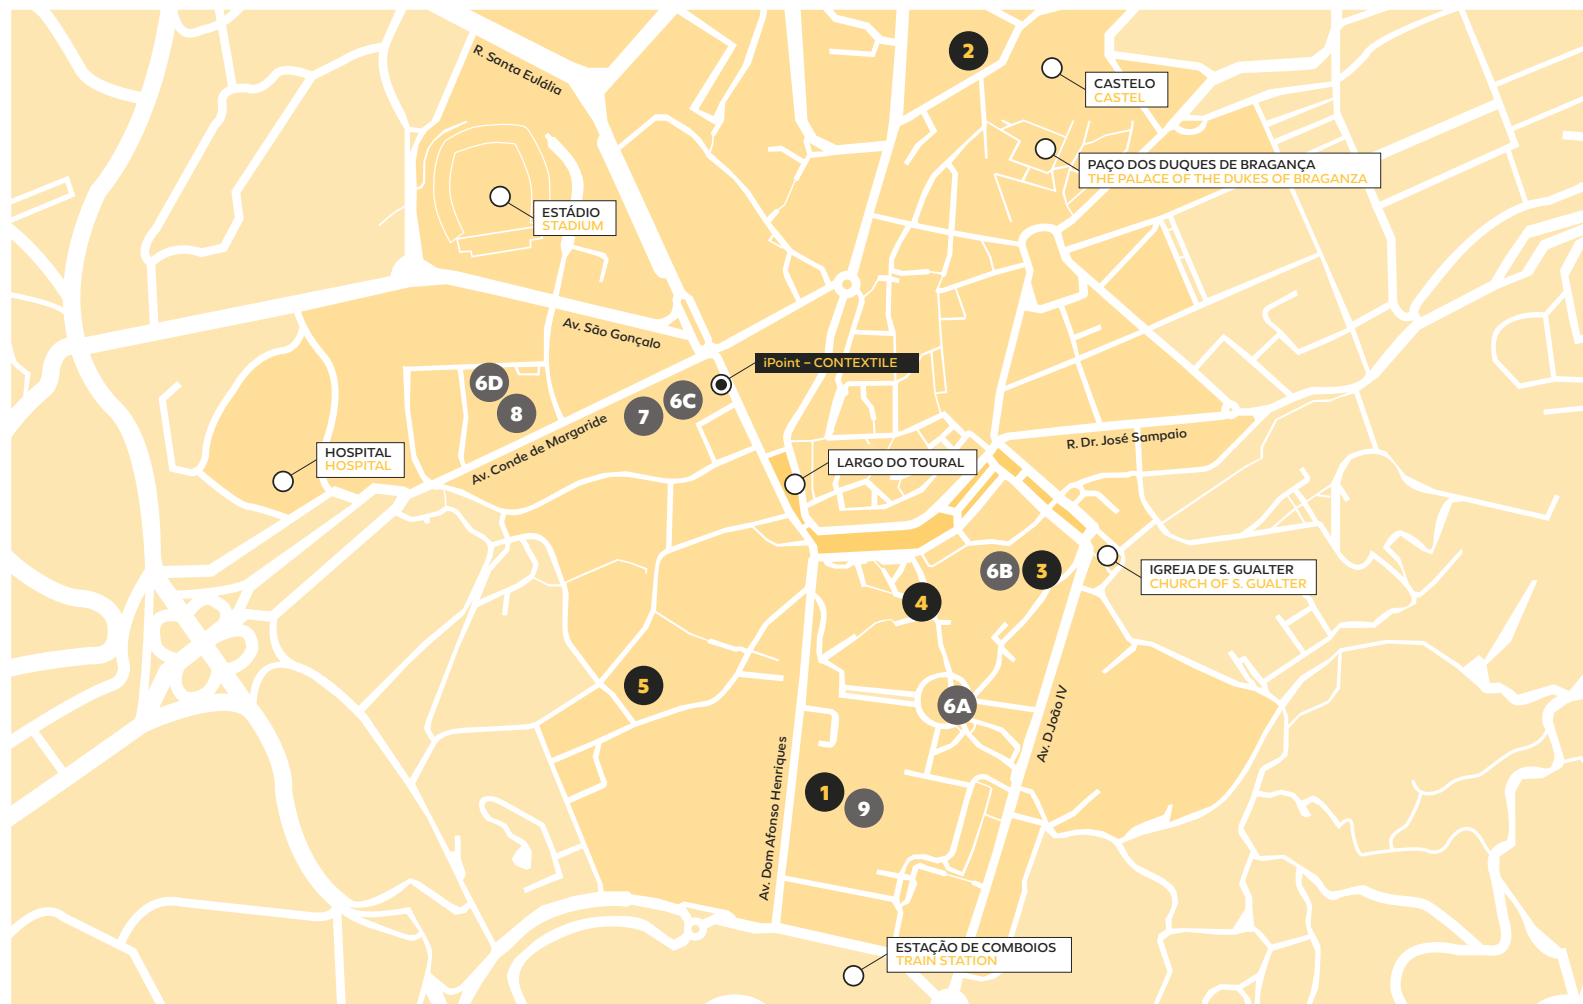 R. Santa Eulália
2
CASTELO
CASTEL
PAÇO DOS DUQUES DE BRAGANÇA
THE PALACE OF THE DUKES OF BRAGANZA
ESTÁDIO
STADIUM
Av. São Gonçalo
iPoint – CONTEXTILE
6D
8
7
6C
Av. Conde de Margaride
R. Dr. José Sampaio
HOSPITAL
HOSPITAL
LARGO DO TOURAL
6B
3
IGREJA DE S. GUALTER
CHURCH OF S. GUALTER
4
5
6A
Av. D.João IV
Av. Dom Afonso Henriques
1
9
ESTAÇÃO DE COMBOIOS
TRAIN STATION